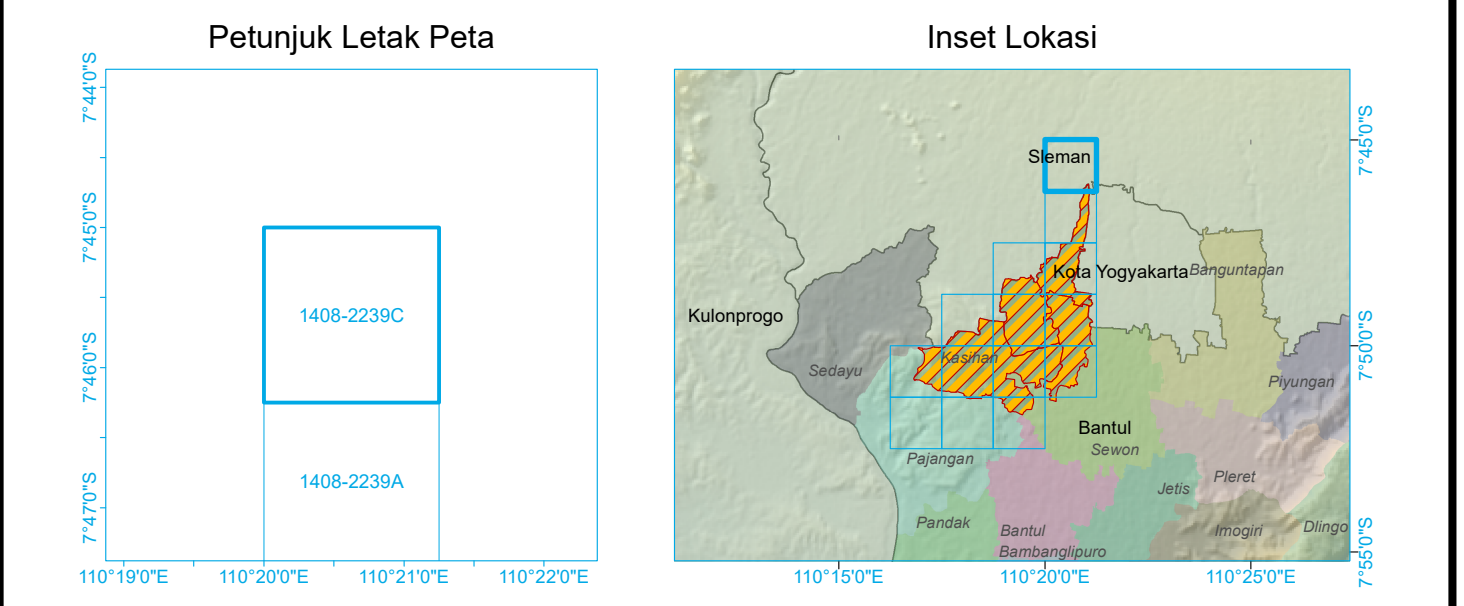 Petunjuk Letak Peta
7°44'0"S
7°45'0"S
7°46'0"S
7°47'0"S
1408-2239C
1408-2239A
110°19'0"E
110°20'0"E
110°21'0"E
110°22'0"E
Inset Lokasi
Sleman
Kota Yogyakarta
Banguntapan
Kulonprogo
Kasihan
Sedayu
Piyungan
Bantul
Sewon
Pajangan
Pleret
Jetis
Pandak
Bantul
Imogiri
Dlingo
Bambanglipuro
7°45'0"S
7°50'0"S
7°55'0"S
110°15'0"E
110°20'0"E
110°25'0"E